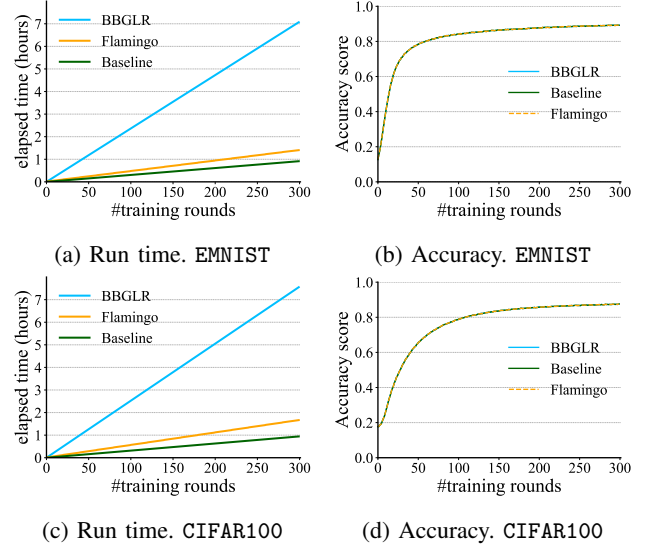 elapsed time (hours)
7
6
5
4
3
2
1
0
BBGLR
Flamingo
Baseline
0 50 100 150 200 250 300
#training rounds
(a) Run time. EMNIST
Accuracy score
1.0
0.8
0.6
0.4
0.2
0.0
BBGLR
Baseline
Flamingo
0 50 100 150 200 250 300
#training rounds
(b) Accuracy. EMNIST
elapsed time (hours)
7
6
5
4
3
2
1
0
BBGLR
Flamingo
Baseline
0 50 100 150 200 250 300
#training rounds
(c) Run time. CIFAR100
Accuracy score
1.0
0.8
0.6
0.4
0.2
0.0
BBGLR
Baseline
Flamingo
0 50 100 150 200 250 300
#training rounds
(d) Accuracy. CIFAR100